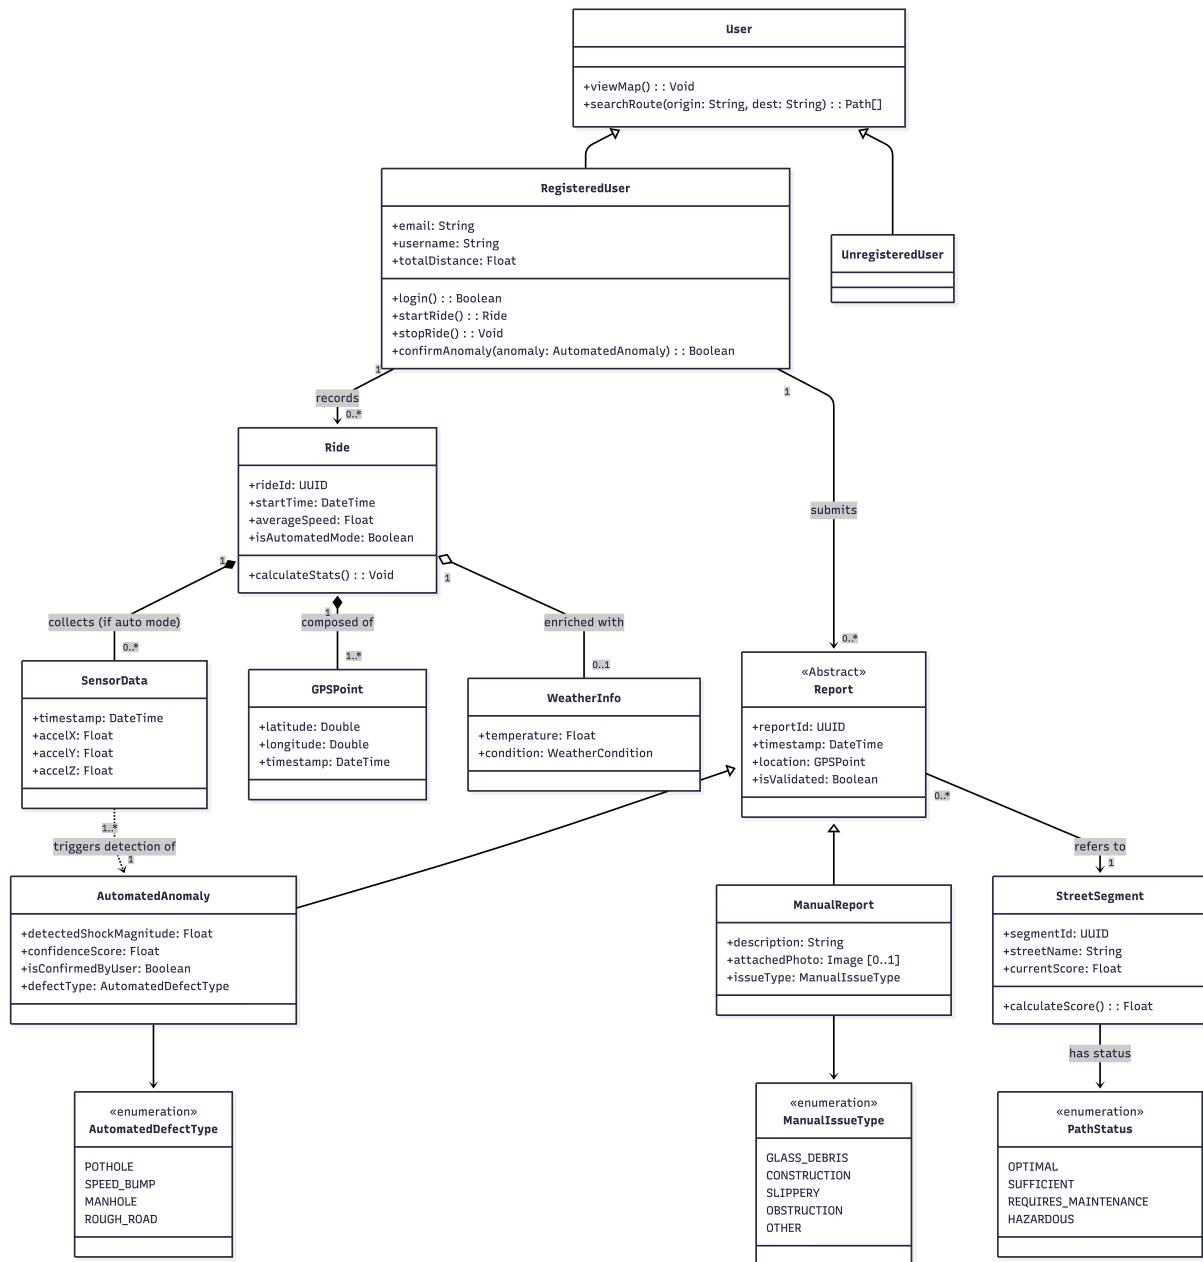 User
+viewMap() : : Void
+searchRoute(origin: String, dest: String) : : Path[]
RegisteredUser
+email: String
+username: String
+totalDistance: Float
+login() : : Boolean
+startRide() : : Ride
+stopRide() : : Void
+confirmAnomaly(anomaly: AutomatedAnomaly) : : Boolean
UnregisteredUser
1
records
0..*
1
submits
0..*
Ride
+rideId: UUID
+startTime: DateTime
+averageSpeed: Float
+isAutomatedMode: Boolean
+calculateStats() : : Void
1
collects (if auto mode)
0..*
1
composed of
1..*
1
enriched with
0..1
SensorData
+timestamp: DateTime
+accelX: Float
+accelY: Float
+accelZ: Float
GPSPoint
+latitude: Double
+longitude: Double
+timestamp: DateTime
WeatherInfo
+temperature: Float
+condition: WeatherCondition
«Abstract»
Report
+reportId: UUID
+timestamp: DateTime
+location: GPSPoint
+isValidated: Boolean
1..*
triggers detection of
1
0..*
refers to
1
AutomatedAnomaly
+detectedShockMagnitude: Float
+confidenceScore: Float
+isConfirmedByUser: Boolean
+defectType: AutomatedDefectType
ManualReport
+description: String
+attachedPhoto: Image [0..1]
+issueType: ManualIssueType
StreetSegment
+segmentId: UUID
+streetName: String
+currentScore: Float
+calculateScore() : : Float
has status
«enumeration»
AutomatedDefectType
POTHOLE
SPEED_BUMP
MANHOLE
ROUGH_ROAD
«enumeration»
ManualIssueType
GLASS_DEBRIS
CONSTRUCTION
SLIPPERY
OBSTRUCTION
OTHER
«enumeration»
PathStatus
OPTIMAL
SUFFICIENT
REQUIRES_MAINTENANCE
HAZARDOUS